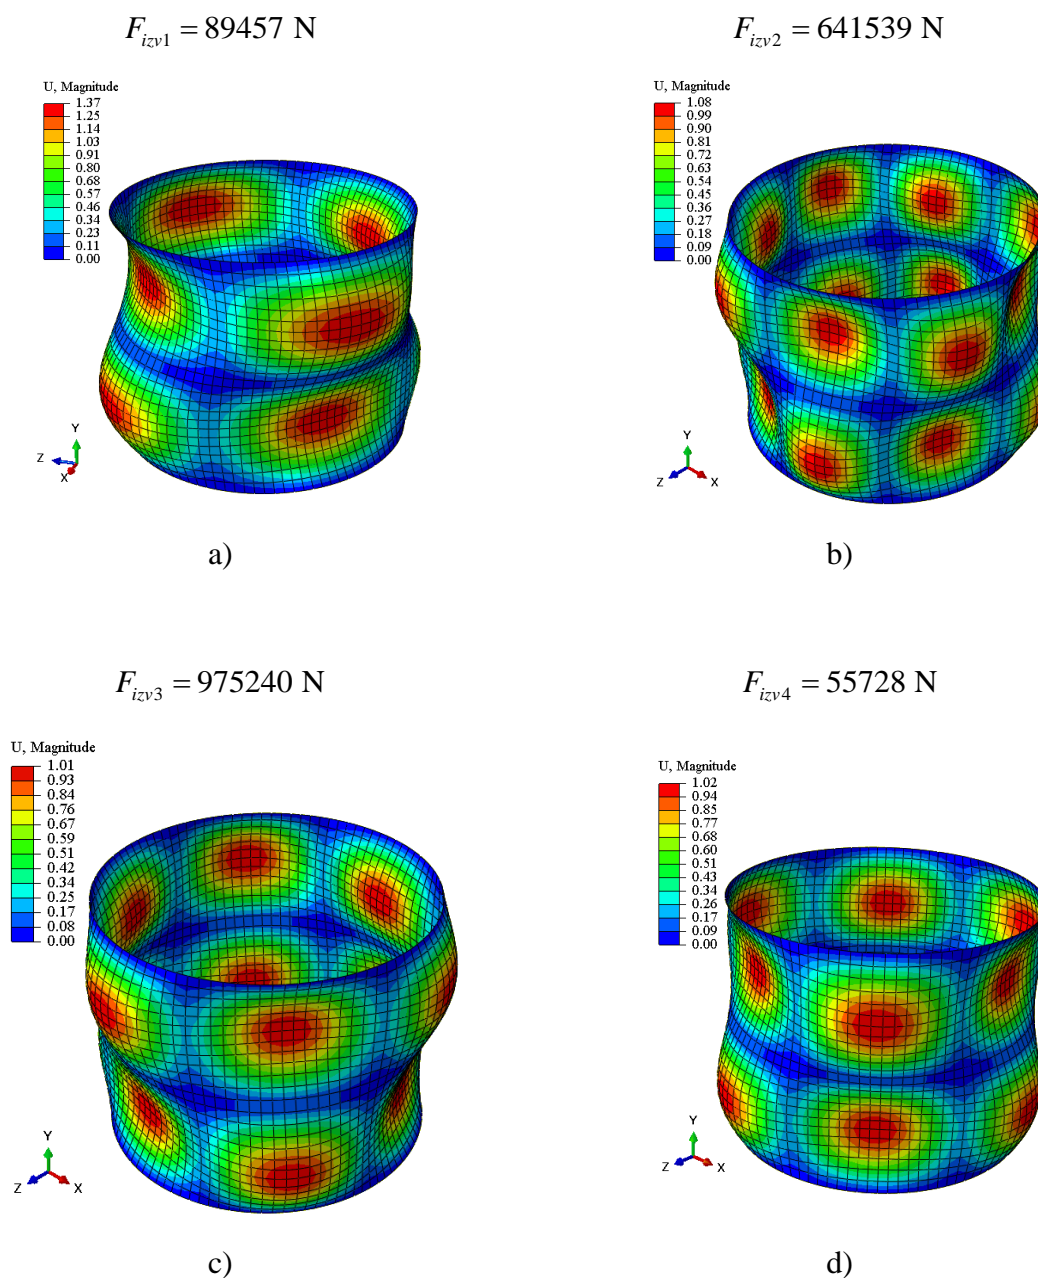 F_izv1 = 89457 N
F_izv2 = 641539 N
U, Magnitude
1.37
1.25
1.14
1.03
0.91
0.80
0.68
0.57
0.46
0.34
0.23
0.11
0.00
Y
Z
X
U, Magnitude
1.08
0.99
0.90
0.81
0.72
0.63
0.54
0.45
0.36
0.27
0.18
0.09
0.00
Y
Z
X
a)
b)
F_izv3 = 975240 N
F_izv4 = 55728 N
U, Magnitude
1.01
0.93
0.84
0.76
0.67
0.59
0.51
0.42
0.34
0.25
0.17
0.08
0.00
Y
Z
X
U, Magnitude
1.02
0.94
0.85
0.77
0.68
0.60
0.51
0.43
0.34
0.26
0.17
0.09
0.00
Y
Z
X
c)
d)